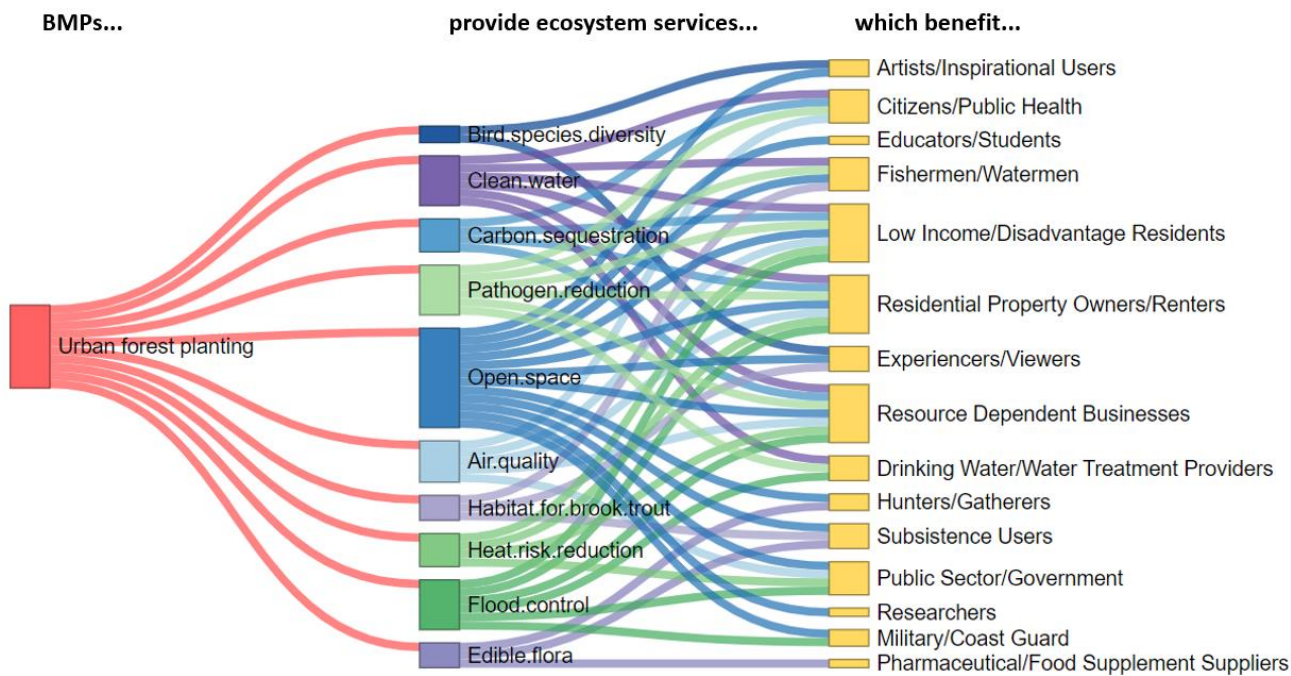 BMPs...
provide ecosystem services...
which benefit...
Urban forest planting
Bird.species.diversity
Clean.water
Carbon.sequestration
Pathogen.reduction
Open.space
Air.quality
Habitat.for.brook.trout
Heat.risk.reduction
Flood.control
Edible.flora
Artists/Inspirational Users
Citizens/Public Health
Educators/Students
Fishermen/Watermen
Low Income/Disadvantage Residents
Residential Property Owners/Renters
Experiencers/Viewers
Resource Dependent Businesses
Drinking Water/Water Treatment Providers
Hunters/Gatherers
Subsistence Users
Public Sector/Government
Researchers
Military/Coast Guard
Pharmaceutical/Food Supplement Suppliers